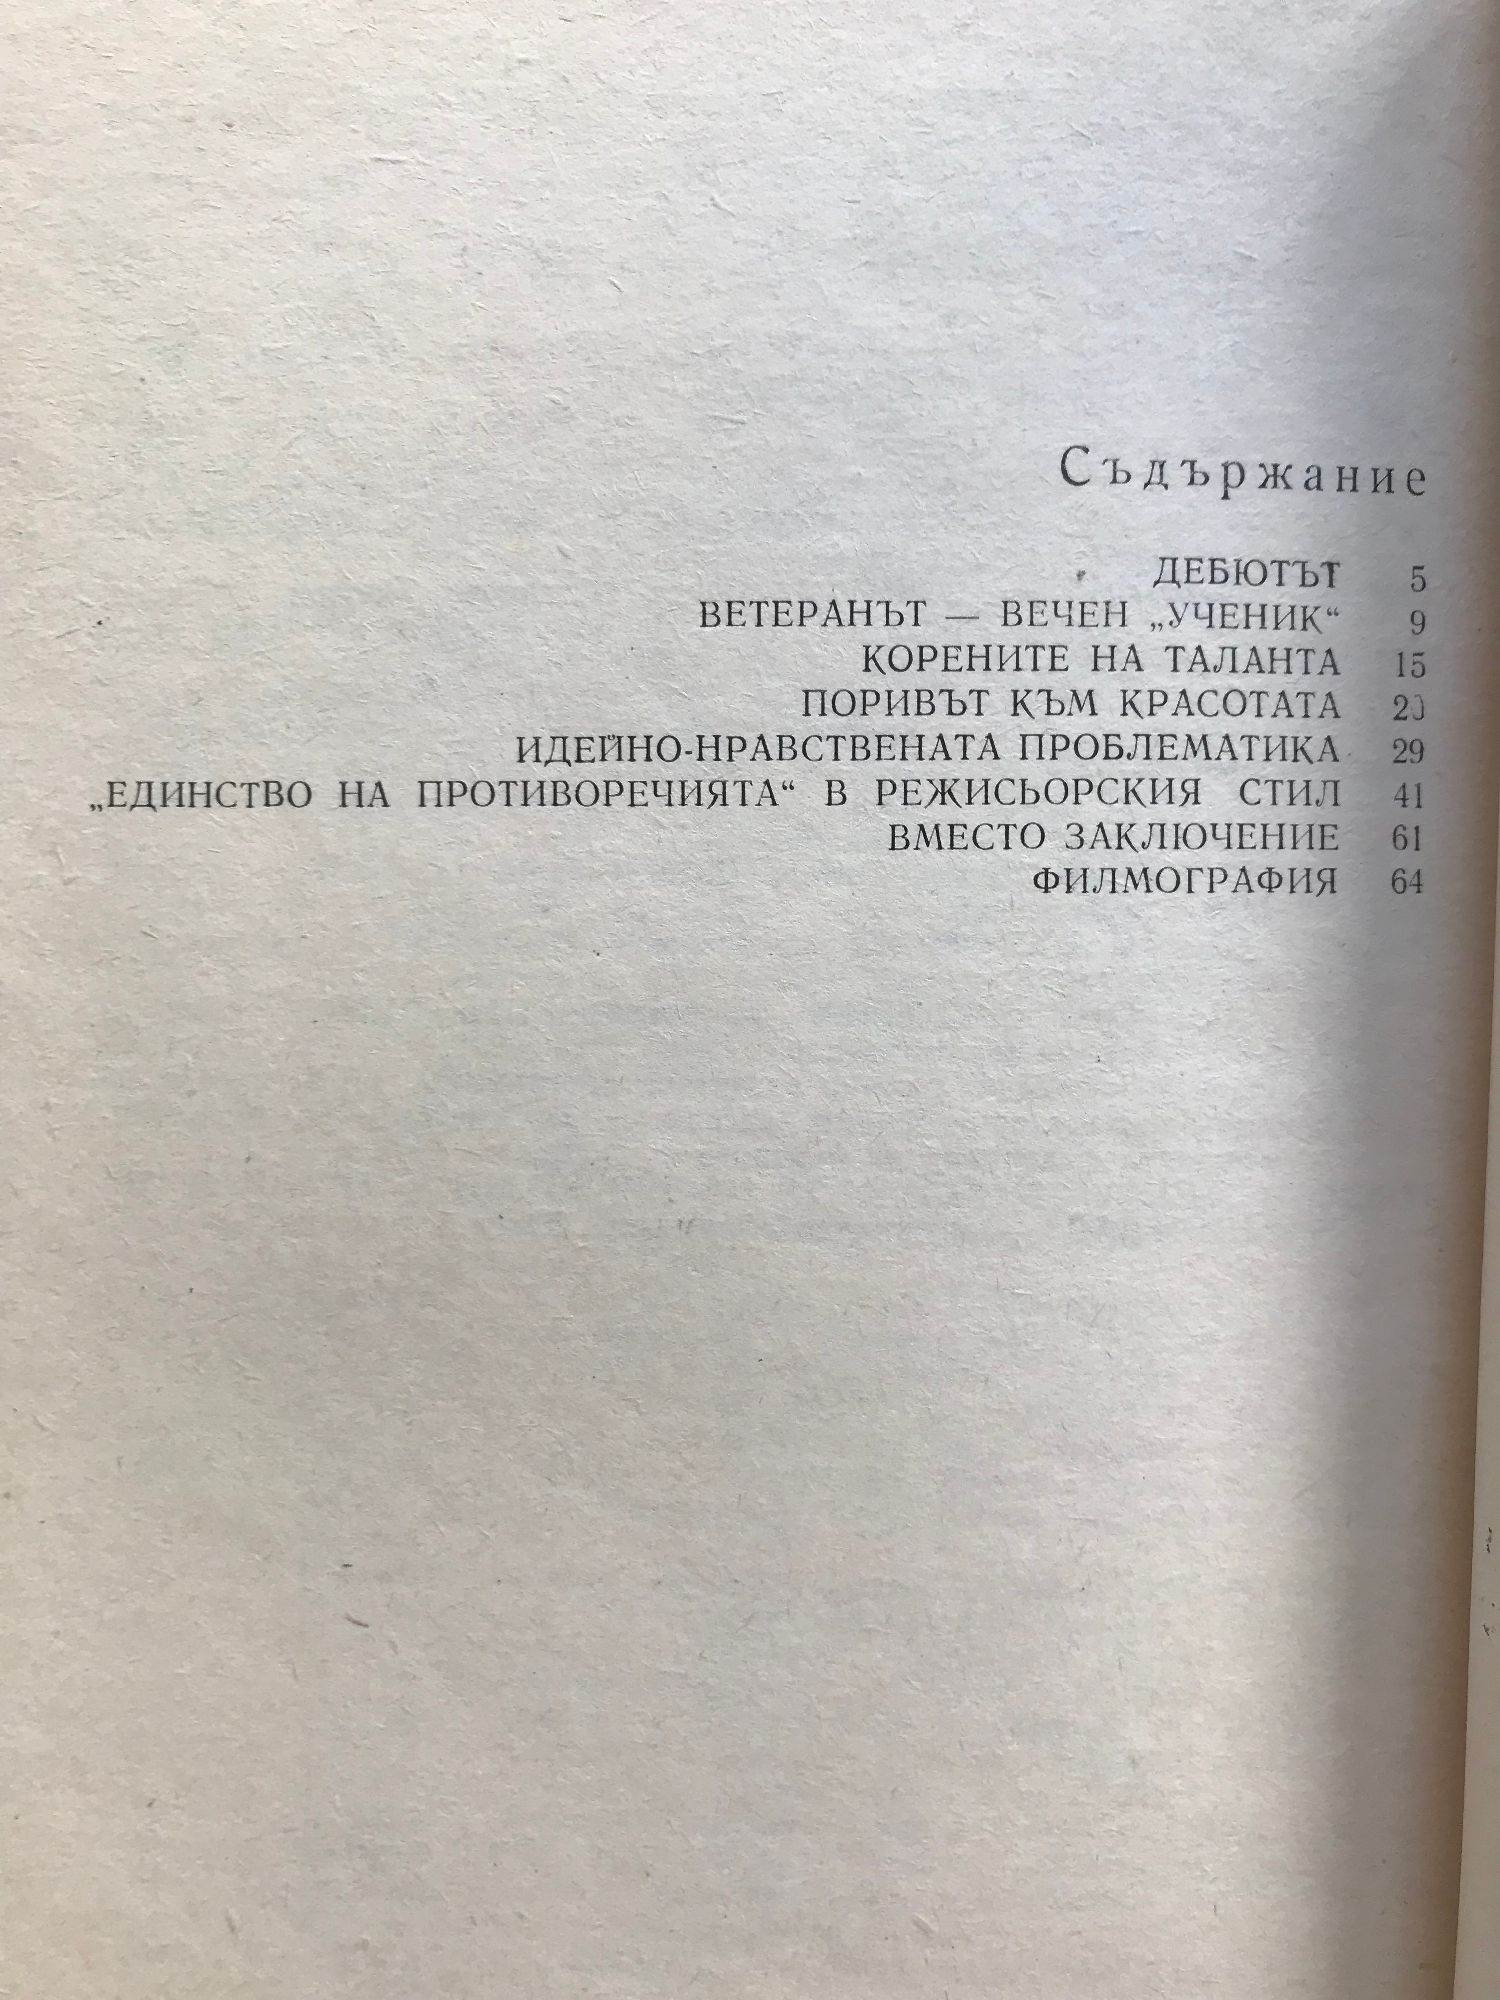 Съдържание
ДЕБЮТЪТ 5
ВЕТЕРАНЪТ — ВЕЧЕН „УЧЕНИК“ 9
КОРЕНИТЕ НА ТАЛАНТА 15
ПОРИВЪТ КЪМ КРАСОТАТА 20
ИДЕЙНО-НРАВСТВЕНАТА ПРОБЛЕМАТИКА 29
„ЕДИНСТВО НА ПРОТИВОРЕЧИЯТА“ В РЕЖИСЬОРСКИЯ СТИЛ 41
ВМЕСТО ЗАКЛЮЧЕНИЕ 61
ФИЛМОГРАФИЯ 64